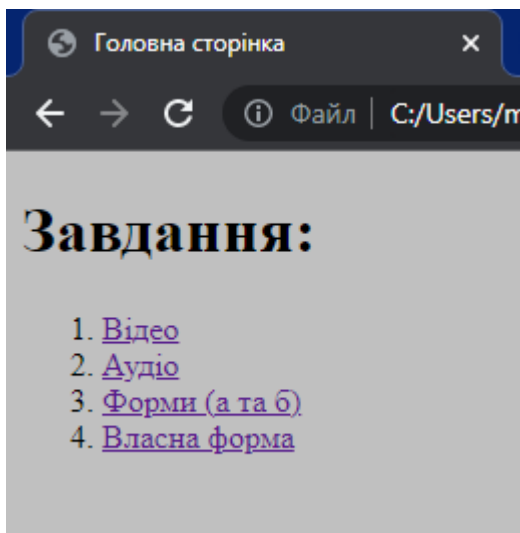 Головна сторінка
Файл | C:/Users/m
Завдання:
1. Відео
2. Аудіо
3. Форми (а та б)
4. Власна форма